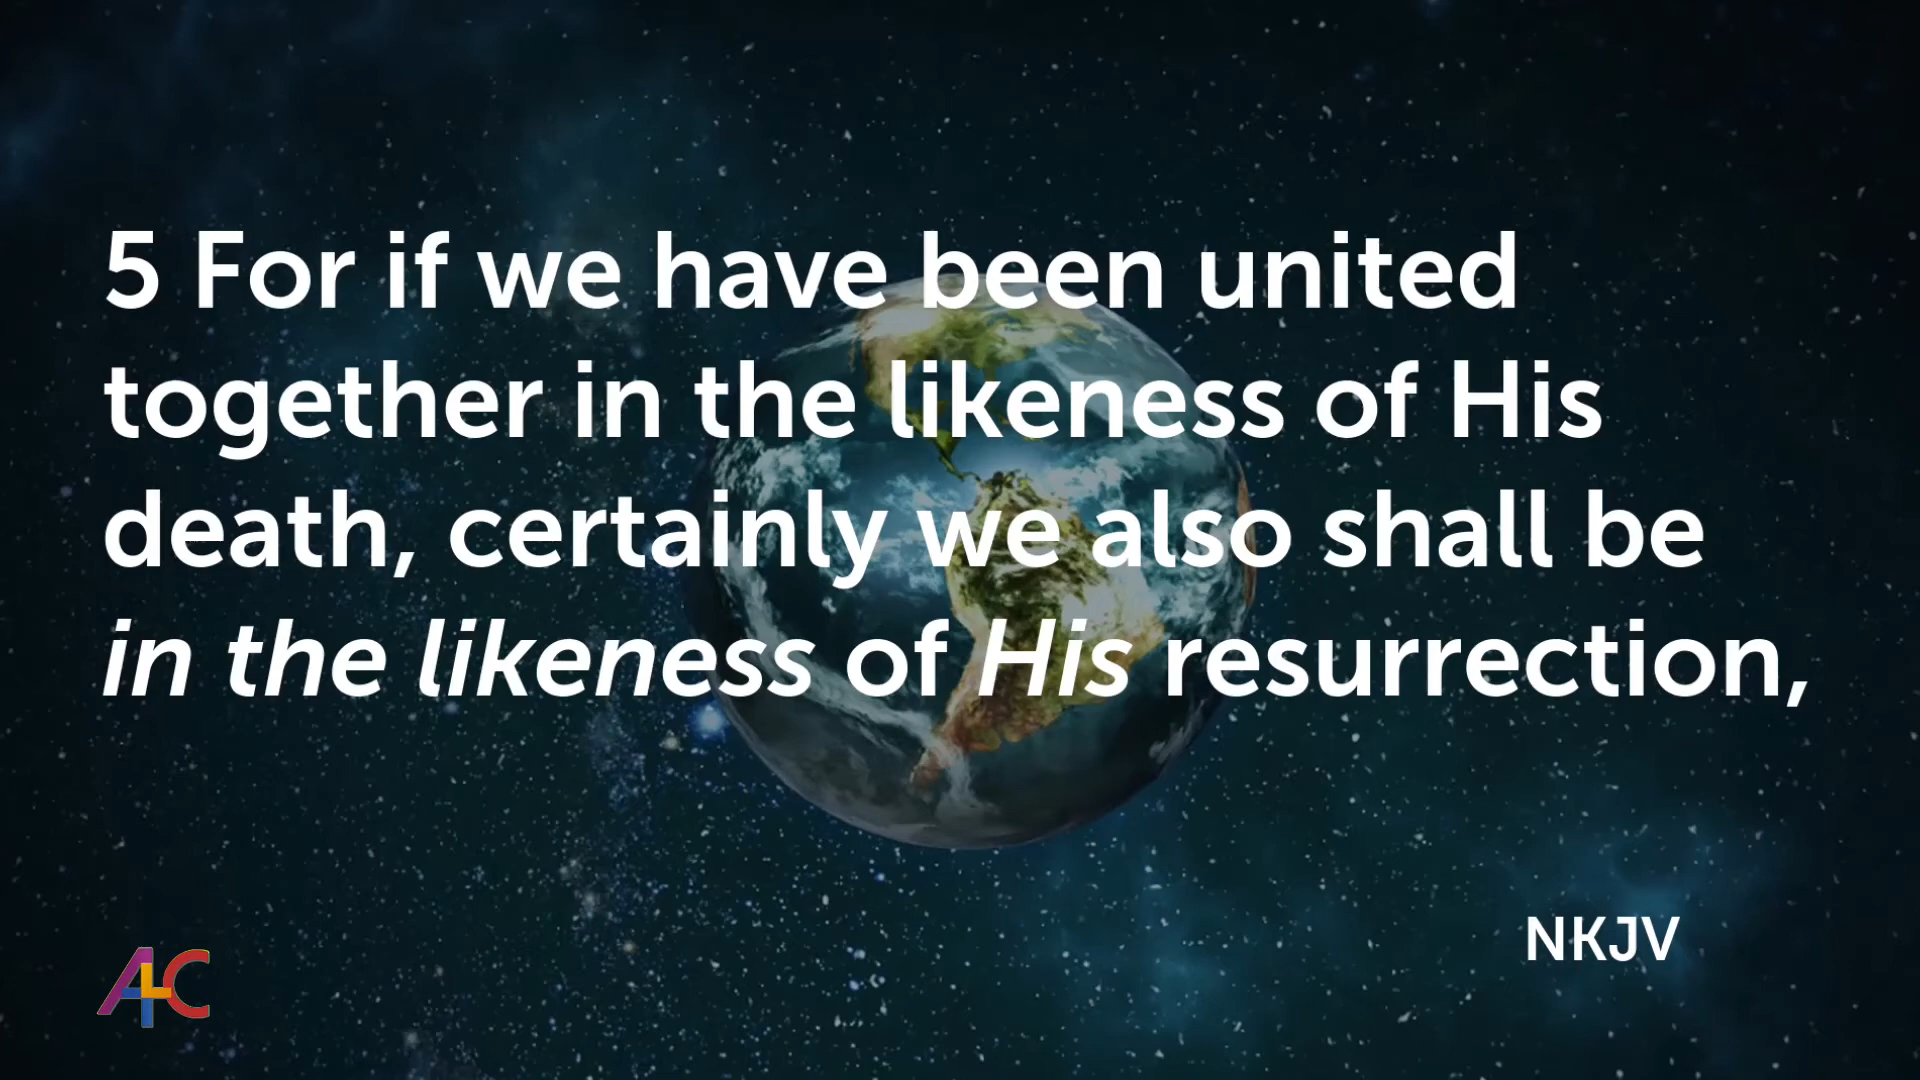 5 For if we have been united
together in the likeness of His
death, certainly we also shall be
in the likeness of His resurrection,
NKJV
ALC